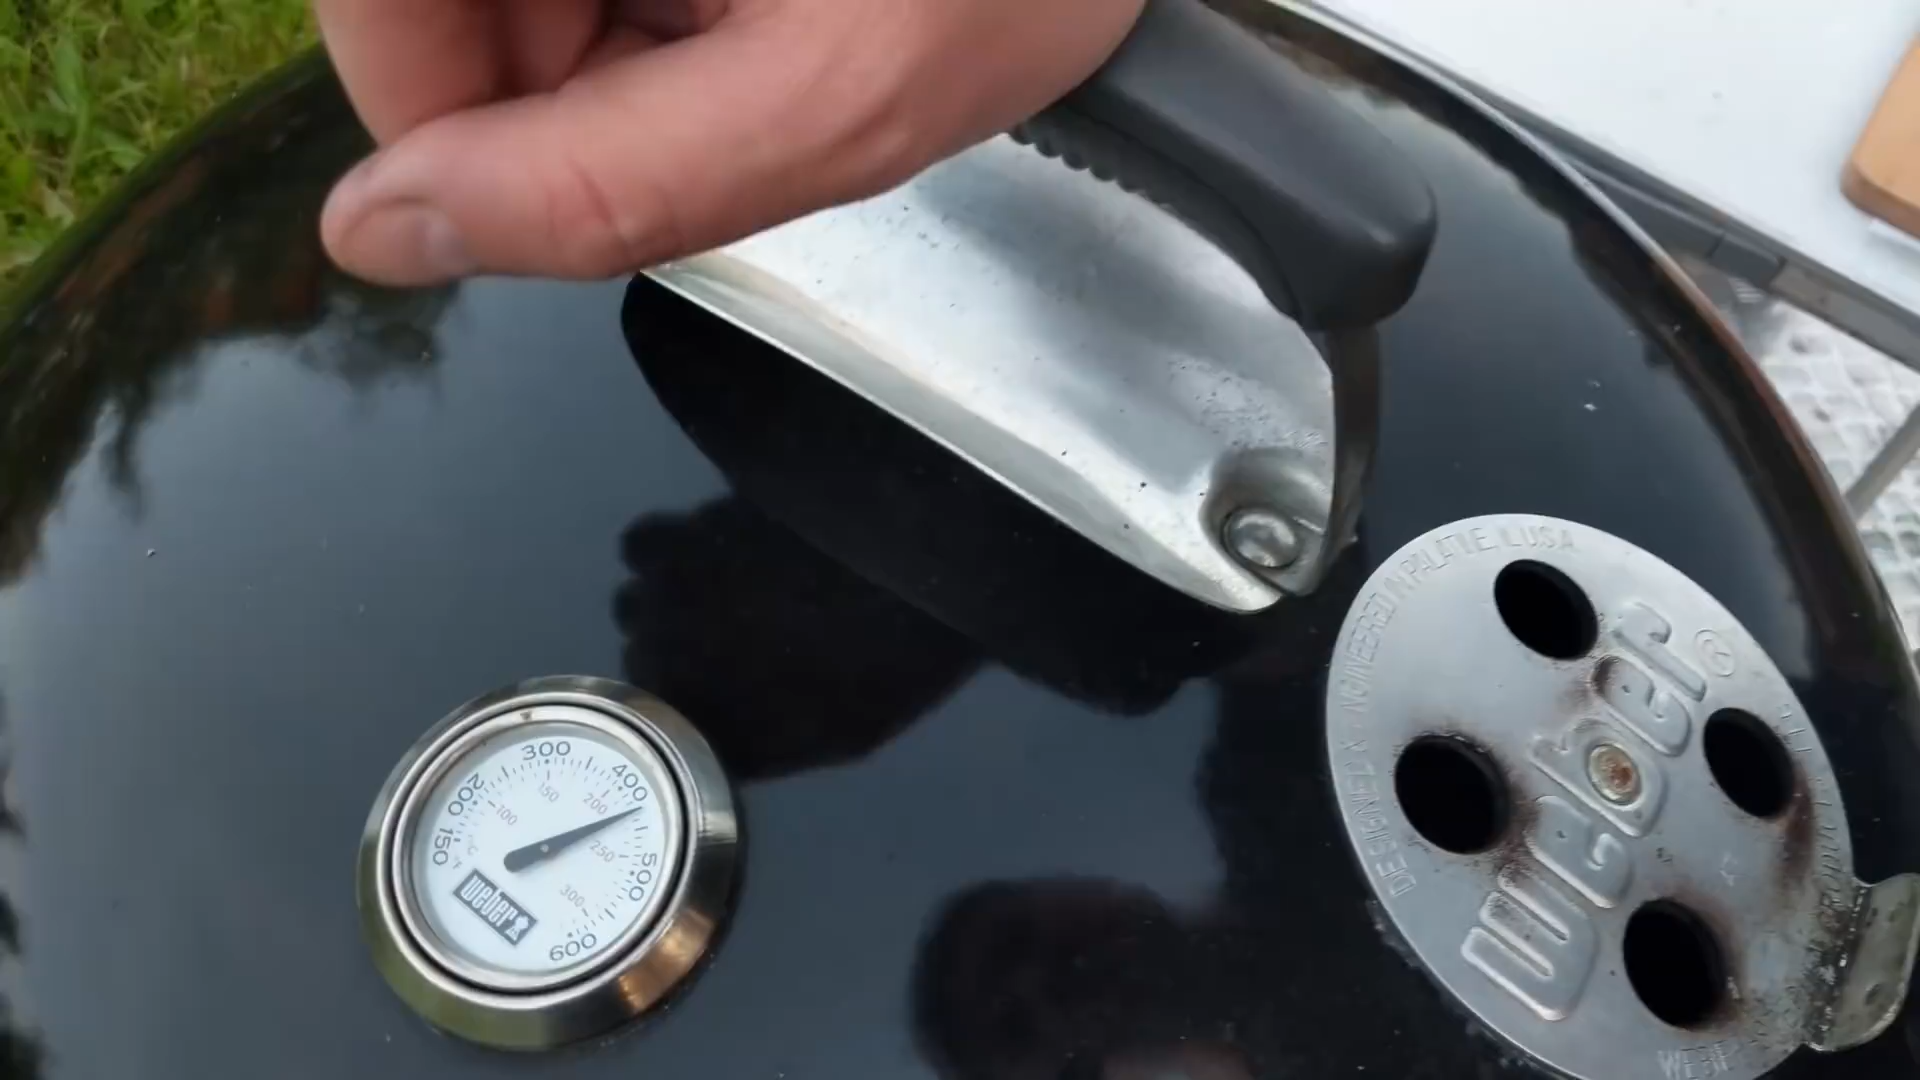 150
200
300
400
500
600
°F
°C
100
150
200
250
300
weber
weber®
DESIGNED & ENGINEERED IN PALATINE, IL USA